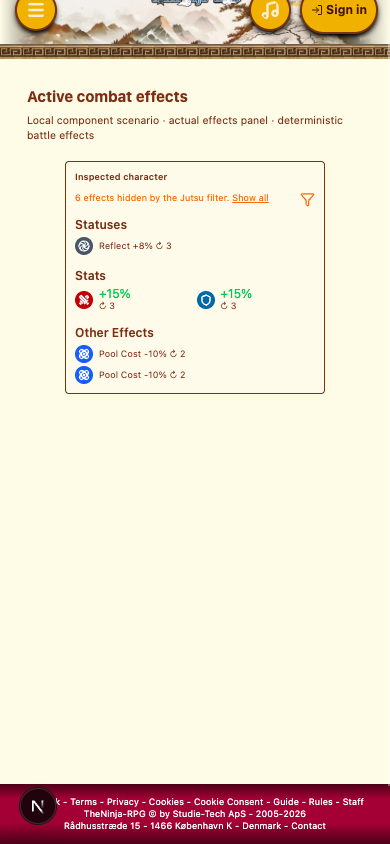 Sign in
Active combat effects
Local component scenario · actual effects panel · deterministic
battle effects
Inspected character
6 effects hidden by the Jutsu filter. Show all
Statuses
Reflect +8% ↻ 3
Stats
+15% +15%
↻ 3 ↻ 3
Other Effects
Pool Cost -10% ↻ 2
Pool Cost -10% ↻ 2
N
- Terms - Privacy - Cookies - Cookie Consent - Guide - Rules - Staff
TheNinja-RPG © by Studie-Tech ApS - 2005-2026
Rådhusstræde 15 - 1466 København K - Denmark - Contact